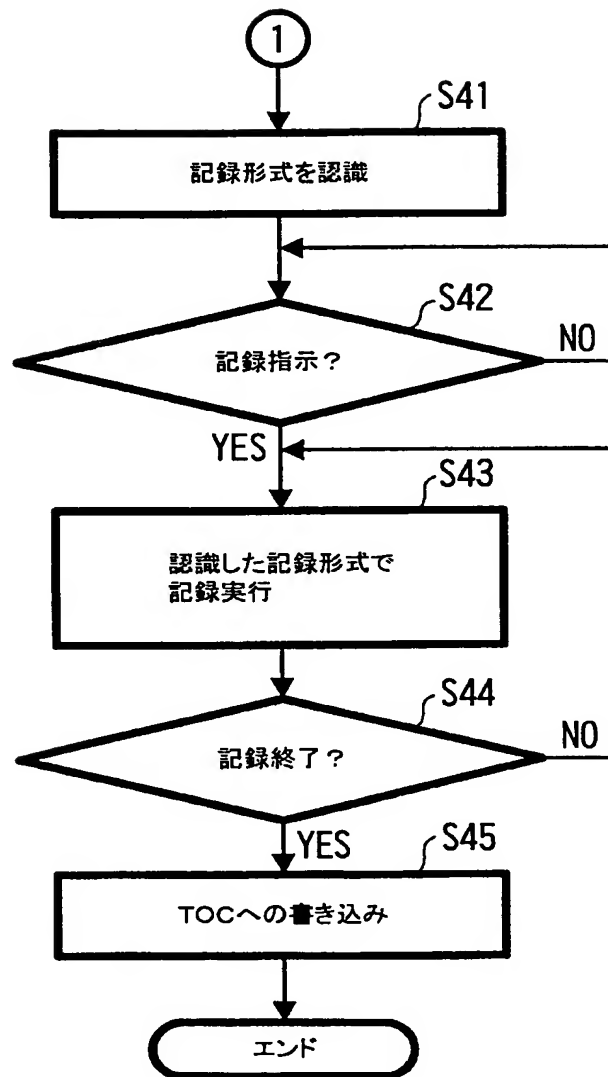 1
S41
記録形式を認識
S42
記録指示？
NO
YES
S43
認識した記録形式で
記録実行
S44
記録終了？
NO
YES
S45
TOCへの書き込み
エンド